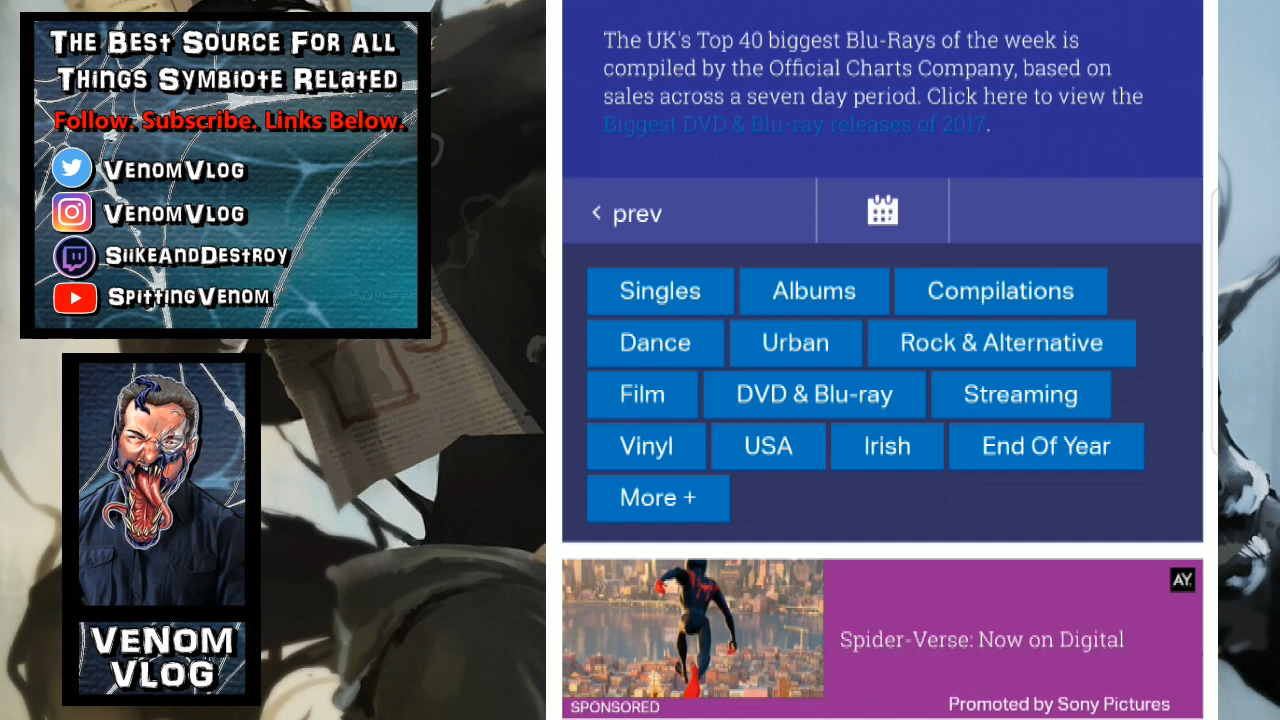 The Best Source For All
Things Symbiote Related
Follow. Subscribe. Links Below.
VenomVlog
VenomVlog
SiikeAndDestroy
SpittingVenom
VENOM
VLOG
The UK's Top 40 biggest Blu-Rays of the week is
compiled by the Official Charts Company, based on
sales across a seven day period. Click here to view the
Biggest DVD & Blu-ray releases of 2017.
< prev
Singles Albums Compilations
Dance Urban Rock & Alternative
Film DVD & Blu-ray Streaming
Vinyl USA Irish End Of Year
More +
AY
Spider-Verse: Now on Digital
SPONSORED
Promoted by Sony Pictures